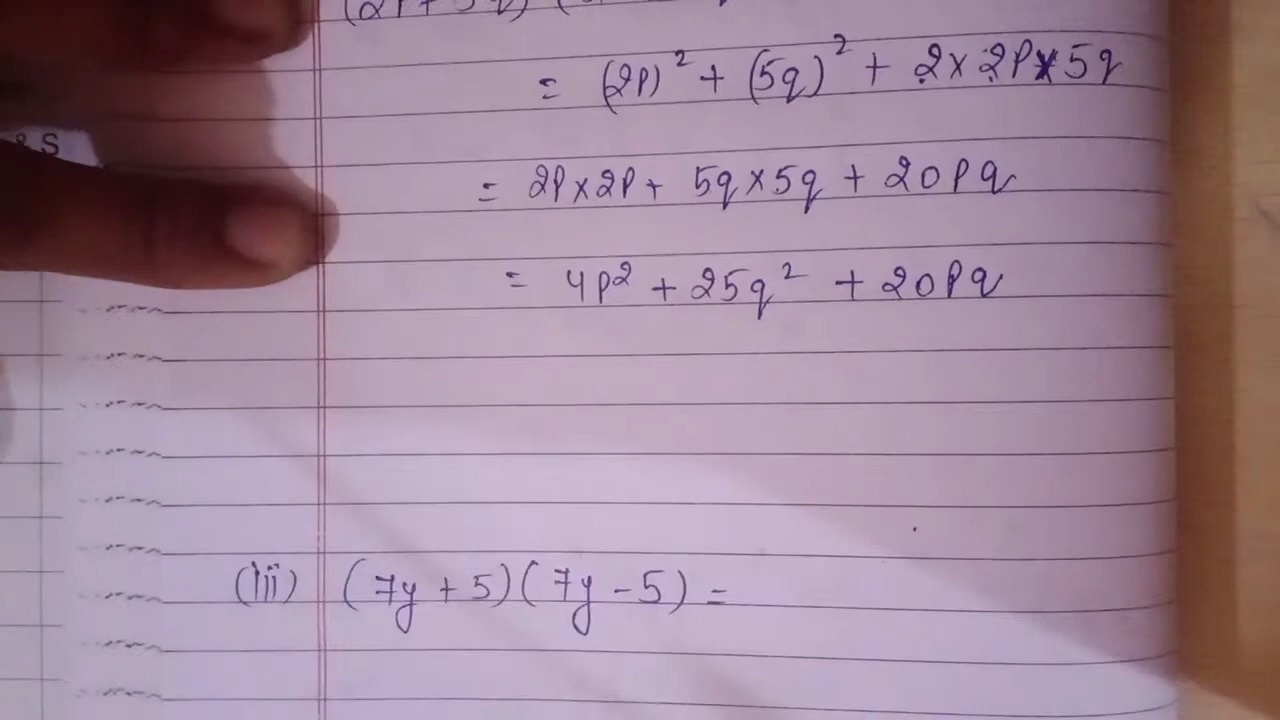 = (2p)² + (5q)² + 2 x 2p x 5q
= 2p x 2p + 5q x 5q + 20pq
= 4p² + 25q² + 20pq
(iii) (7y + 5) (7y - 5) =
& S